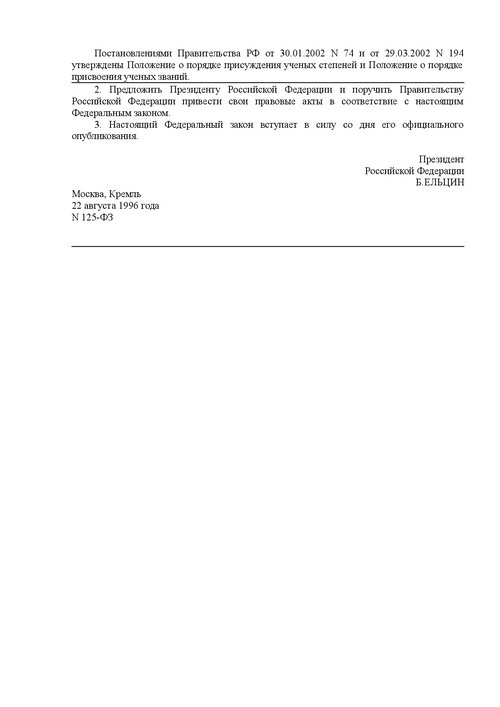 Постановлениями Правительства РФ от 30.01.2002 N 74 и от 29.03.2002 N 194
утверждены Положение о порядке присуждения ученых степеней и Положение о порядке
присвоения ученых званий.
2. Предложить Президенту Российской Федерации и поручить Правительству
Российской Федерации привести свои правовые акты в соответствие с настоящим
Федеральным законом.
3. Настоящий Федеральный закон вступает в силу со дня его официального
опубликования.
Президент
Российской Федерации
Б.ЕЛЬЦИН
Москва, Кремль
22 августа 1996 года
N 125-ФЗ